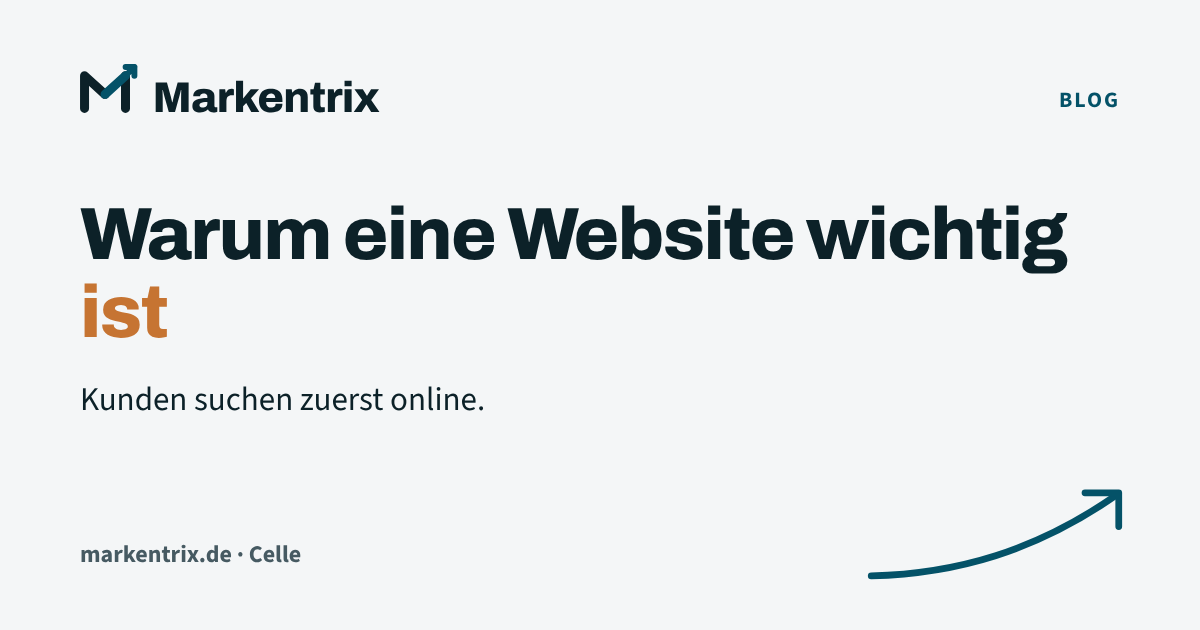 Markentrix
BLOG
Warum eine Website wichtig
ist
Kunden suchen zuerst online.
markentrix.de · Celle